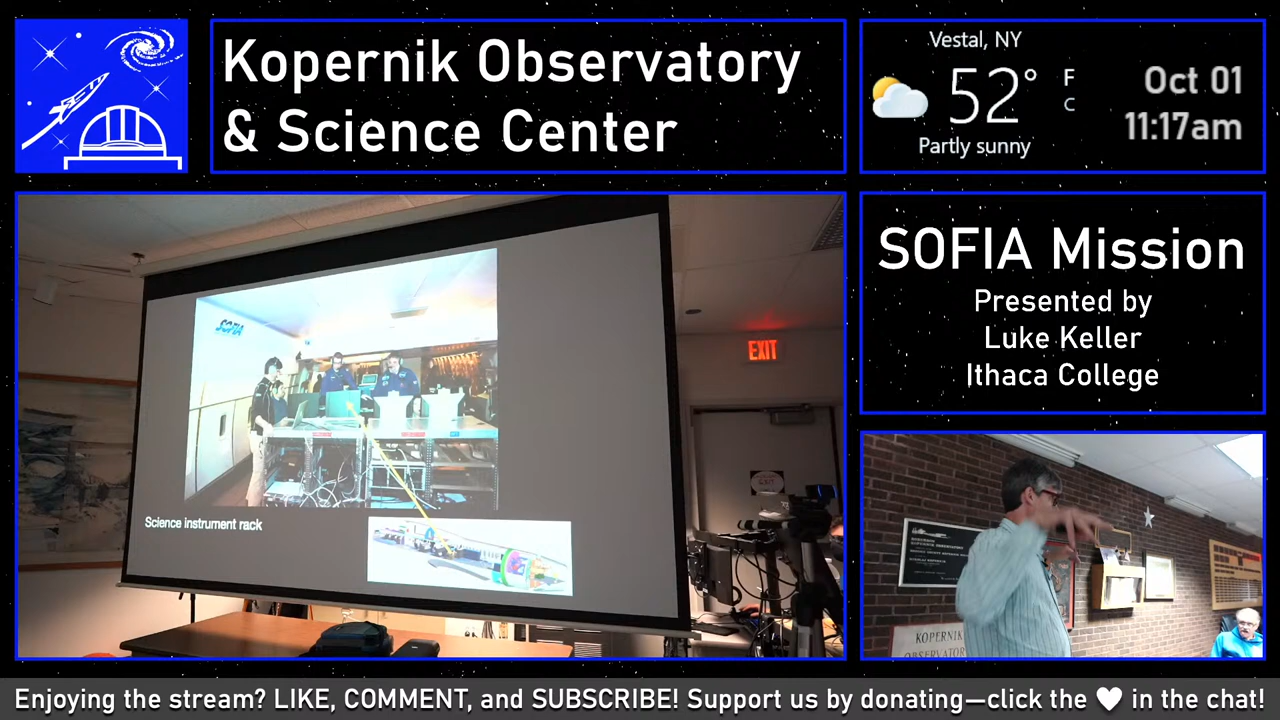 Kopernik Observatory
& Science Center
Vestal, NY
52° F
C
Partly sunny
Oct 01
11:17am
SOFIA Mission
Presented by
Luke Keller
Ithaca College
SOFIA
Science instrument rack
EXIT
EXIT
KOPERNIK
OBSERVATOR
Enjoying the stream? LIKE, COMMENT, and SUBSCRIBE! Support us by donating—click the ♥ in the chat!